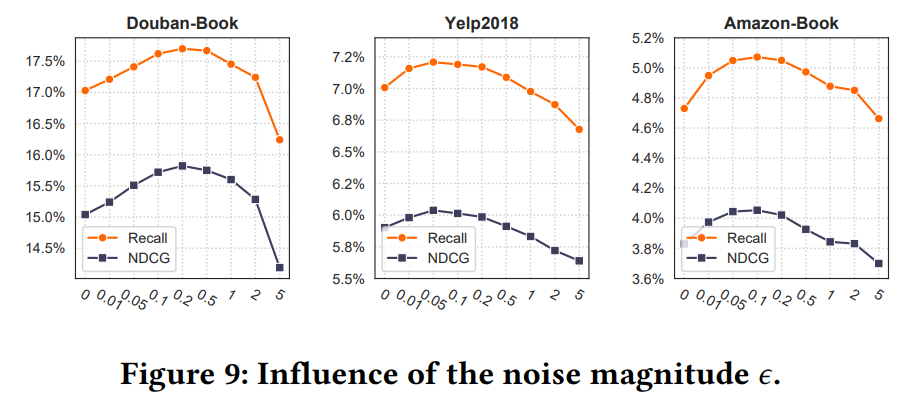 Douban-Book
17.5%
17.0%
16.5%
16.0%
15.5%
15.0%
14.5%
Recall
NDCG
0 0.01 0.05 0.1 0.2 0.5 1 2 5
Yelp2018
7.2%
7.0%
6.8%
6.5%
6.2%
6.0%
5.8%
5.5%
Recall
NDCG
0 0.01 0.05 0.1 0.2 0.5 1 2 5
Amazon-Book
5.2%
5.0%
4.8%
4.6%
4.4%
4.2%
4.0%
3.8%
3.6%
Recall
NDCG
0 0.01 0.05 0.1 0.2 0.5 1 2 5
Figure 9: Influence of the noise magnitude ϵ.